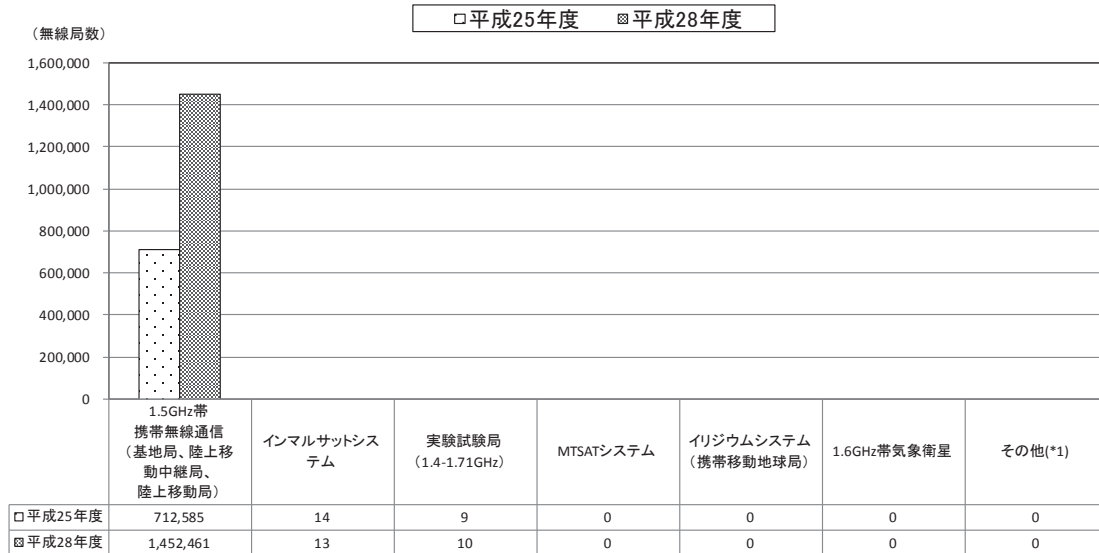 □平成25年度 ▩平成28年度
（無線局数）
1,600,000
1,400,000
1,200,000
1,000,000
800,000
600,000
400,000
200,000
0
1.5GHz帯
携帯無線通信
（基地局、陸上移
動中継局、
陸上移動局）
インマルサットシス
テム
実験試験局
（1.4-1.71GHz）
MTSATシステム
イリジウムシステム
（携帯移動地球局）
1.6GHz帯気象衛星
その他(*1)
□平成25年度 712,585 14 9 0 0 0 0
▩平成28年度 1,452,461 13 10 0 0 0 0